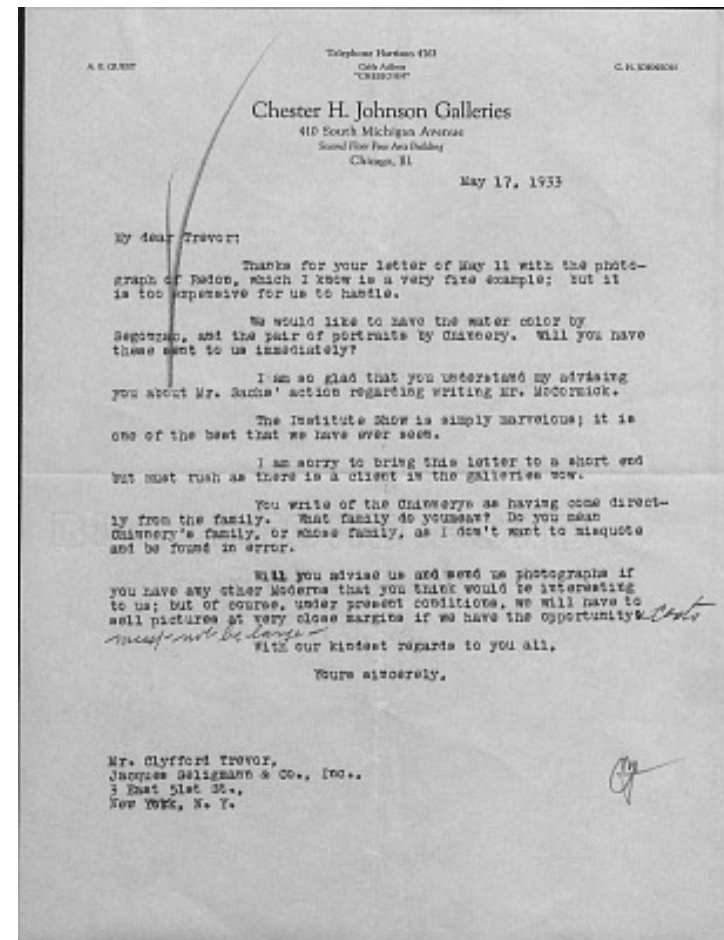 Telephone Harrison 4763
A. E. QUEST
Cable Address
C. H. JOHNSON
Chester H. Johnson Galleries
410 South Michigan Avenue
Second Floor Fine Arts Building
Chicago, Ill.
May 17, 1933
My dear Trevor:
Thanks for your letter of May 11 with the photo-
graph of Redon, which I know is a very fine example; but it
is too expensive for us to handle.
We would like to have the water color by
Segonzac, and the pair of portraits by Chinnery. Will you have
these sent to us immediately?
I am so glad that you understand my advising
you about Mr. Sachs' action regarding writing Mr. McCormick.
The Institute Show is simply marvelous; it is
one of the best that we have ever seen.
I am sorry to bring this letter to a short end
but must rush as there is a client in the galleries now.
You write of the Chinnerys as having come direct-
ly from the family. What family do youmean? Do you mean
Chinnery's family, or whose family, as I don't want to misquote
and be found in error.
Will you advise us and send us photographs if
you have any other Moderns that you think would be interesting
to us; but of course, under present conditions, we will have to
sell pictures at very close margins if we have the opportunity & costs
must not be large -
With our kindest regards to you all,
Yours sincerely,
Mr. Clyfford Trevor,
Jacques Seligmann & Co., Inc.,
3 East 51st St.,
New York, N. Y.